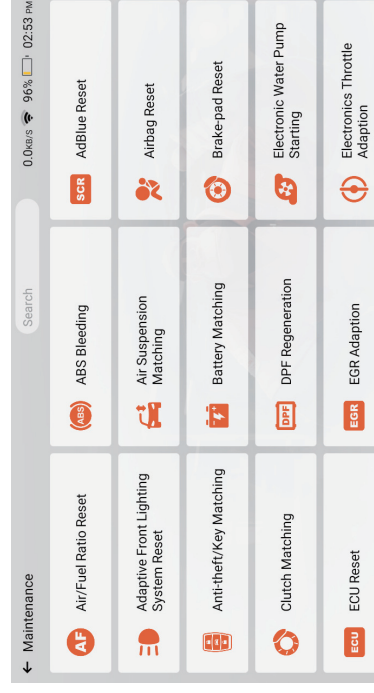 ← Maintenance
Search
0.0KB/S 96% 02:53 PM
AF
Air/Fuel Ratio Reset
ABS
ABS Bleeding
SCR
AdBlue Reset
Adaptive Front Lighting
System Reset
Air Suspension
Matching
Airbag Reset
Anti-theft/Key Matching
Battery Matching
Brake-pad Reset
Clutch Matching
DPF
DPF Regeneration
Electronic Water Pump
Starting
ECU
ECU Reset
EGR
EGR Adaption
Electronics Throttle
Adaption